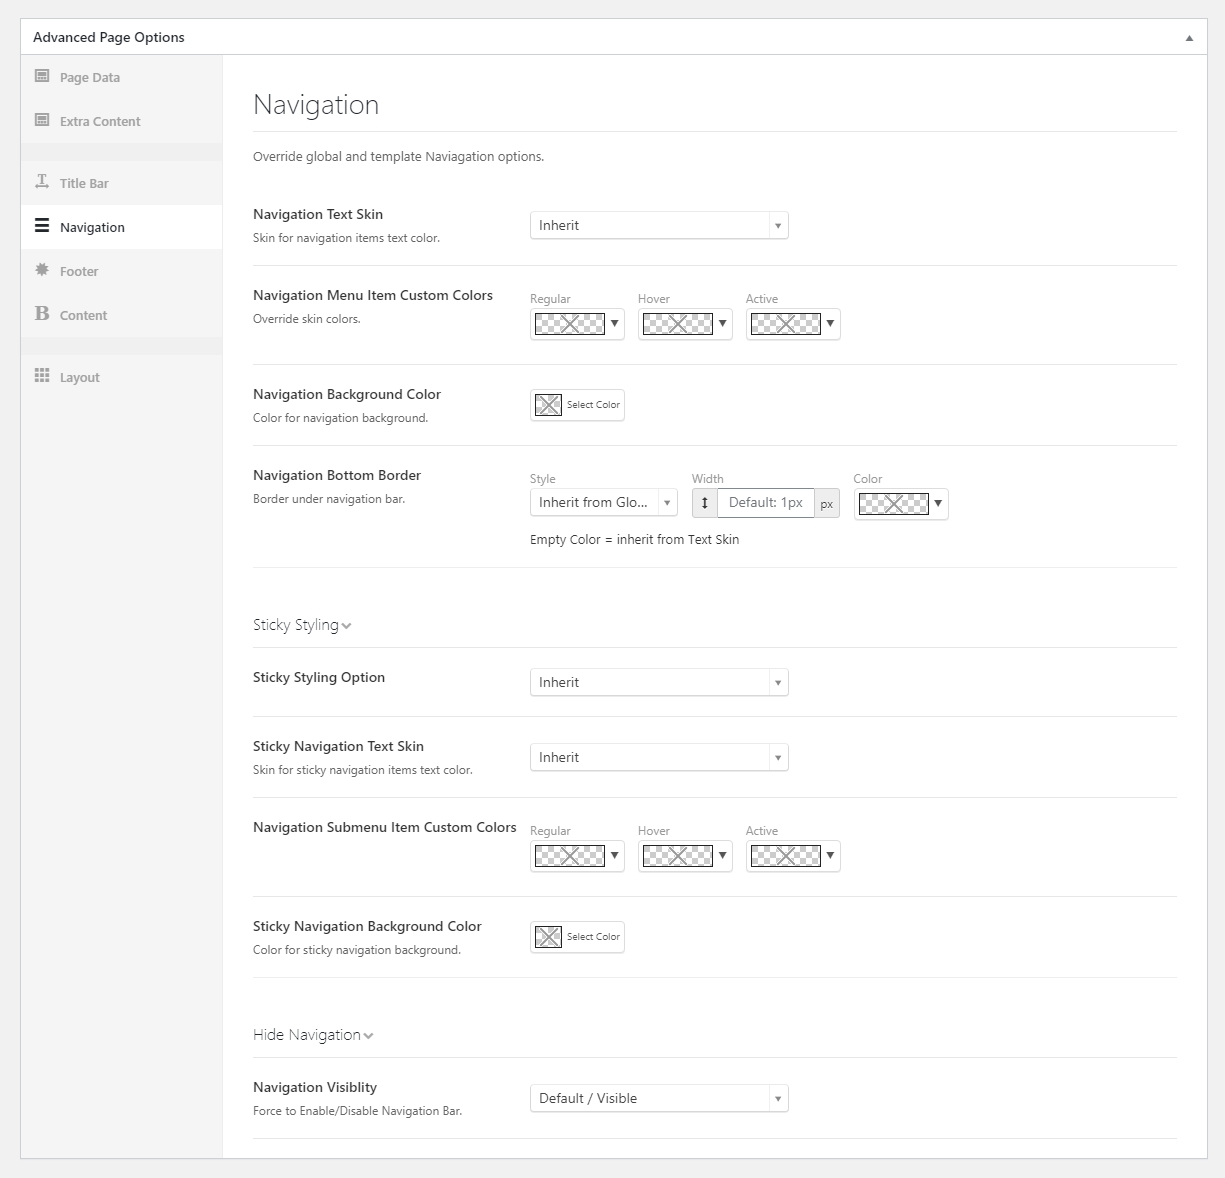 Advanced Page Options
Page Data
Extra Content
Title Bar
Navigation
Footer
Content
Layout
Navigation
Override global and template Naviagation options.
Navigation Text Skin
Skin for navigation items text color.
Inherit
Navigation Menu Item Custom Colors
Override skin colors.
Regular
Hover
Active
Navigation Background Color
Color for navigation background.
Select Color
Navigation Bottom Border
Border under navigation bar.
Style
Width
Color
Inherit from Glo...
Default: 1px
px
Empty Color = inherit from Text Skin
Sticky Styling
Sticky Styling Option
Inherit
Sticky Navigation Text Skin
Skin for sticky navigation items text color.
Inherit
Navigation Submenu Item Custom Colors
Regular
Hover
Active
Sticky Navigation Background Color
Color for sticky navigation background.
Select Color
Hide Navigation
Navigation Visiblity
Force to Enable/Disable Navigation Bar.
Default / Visible